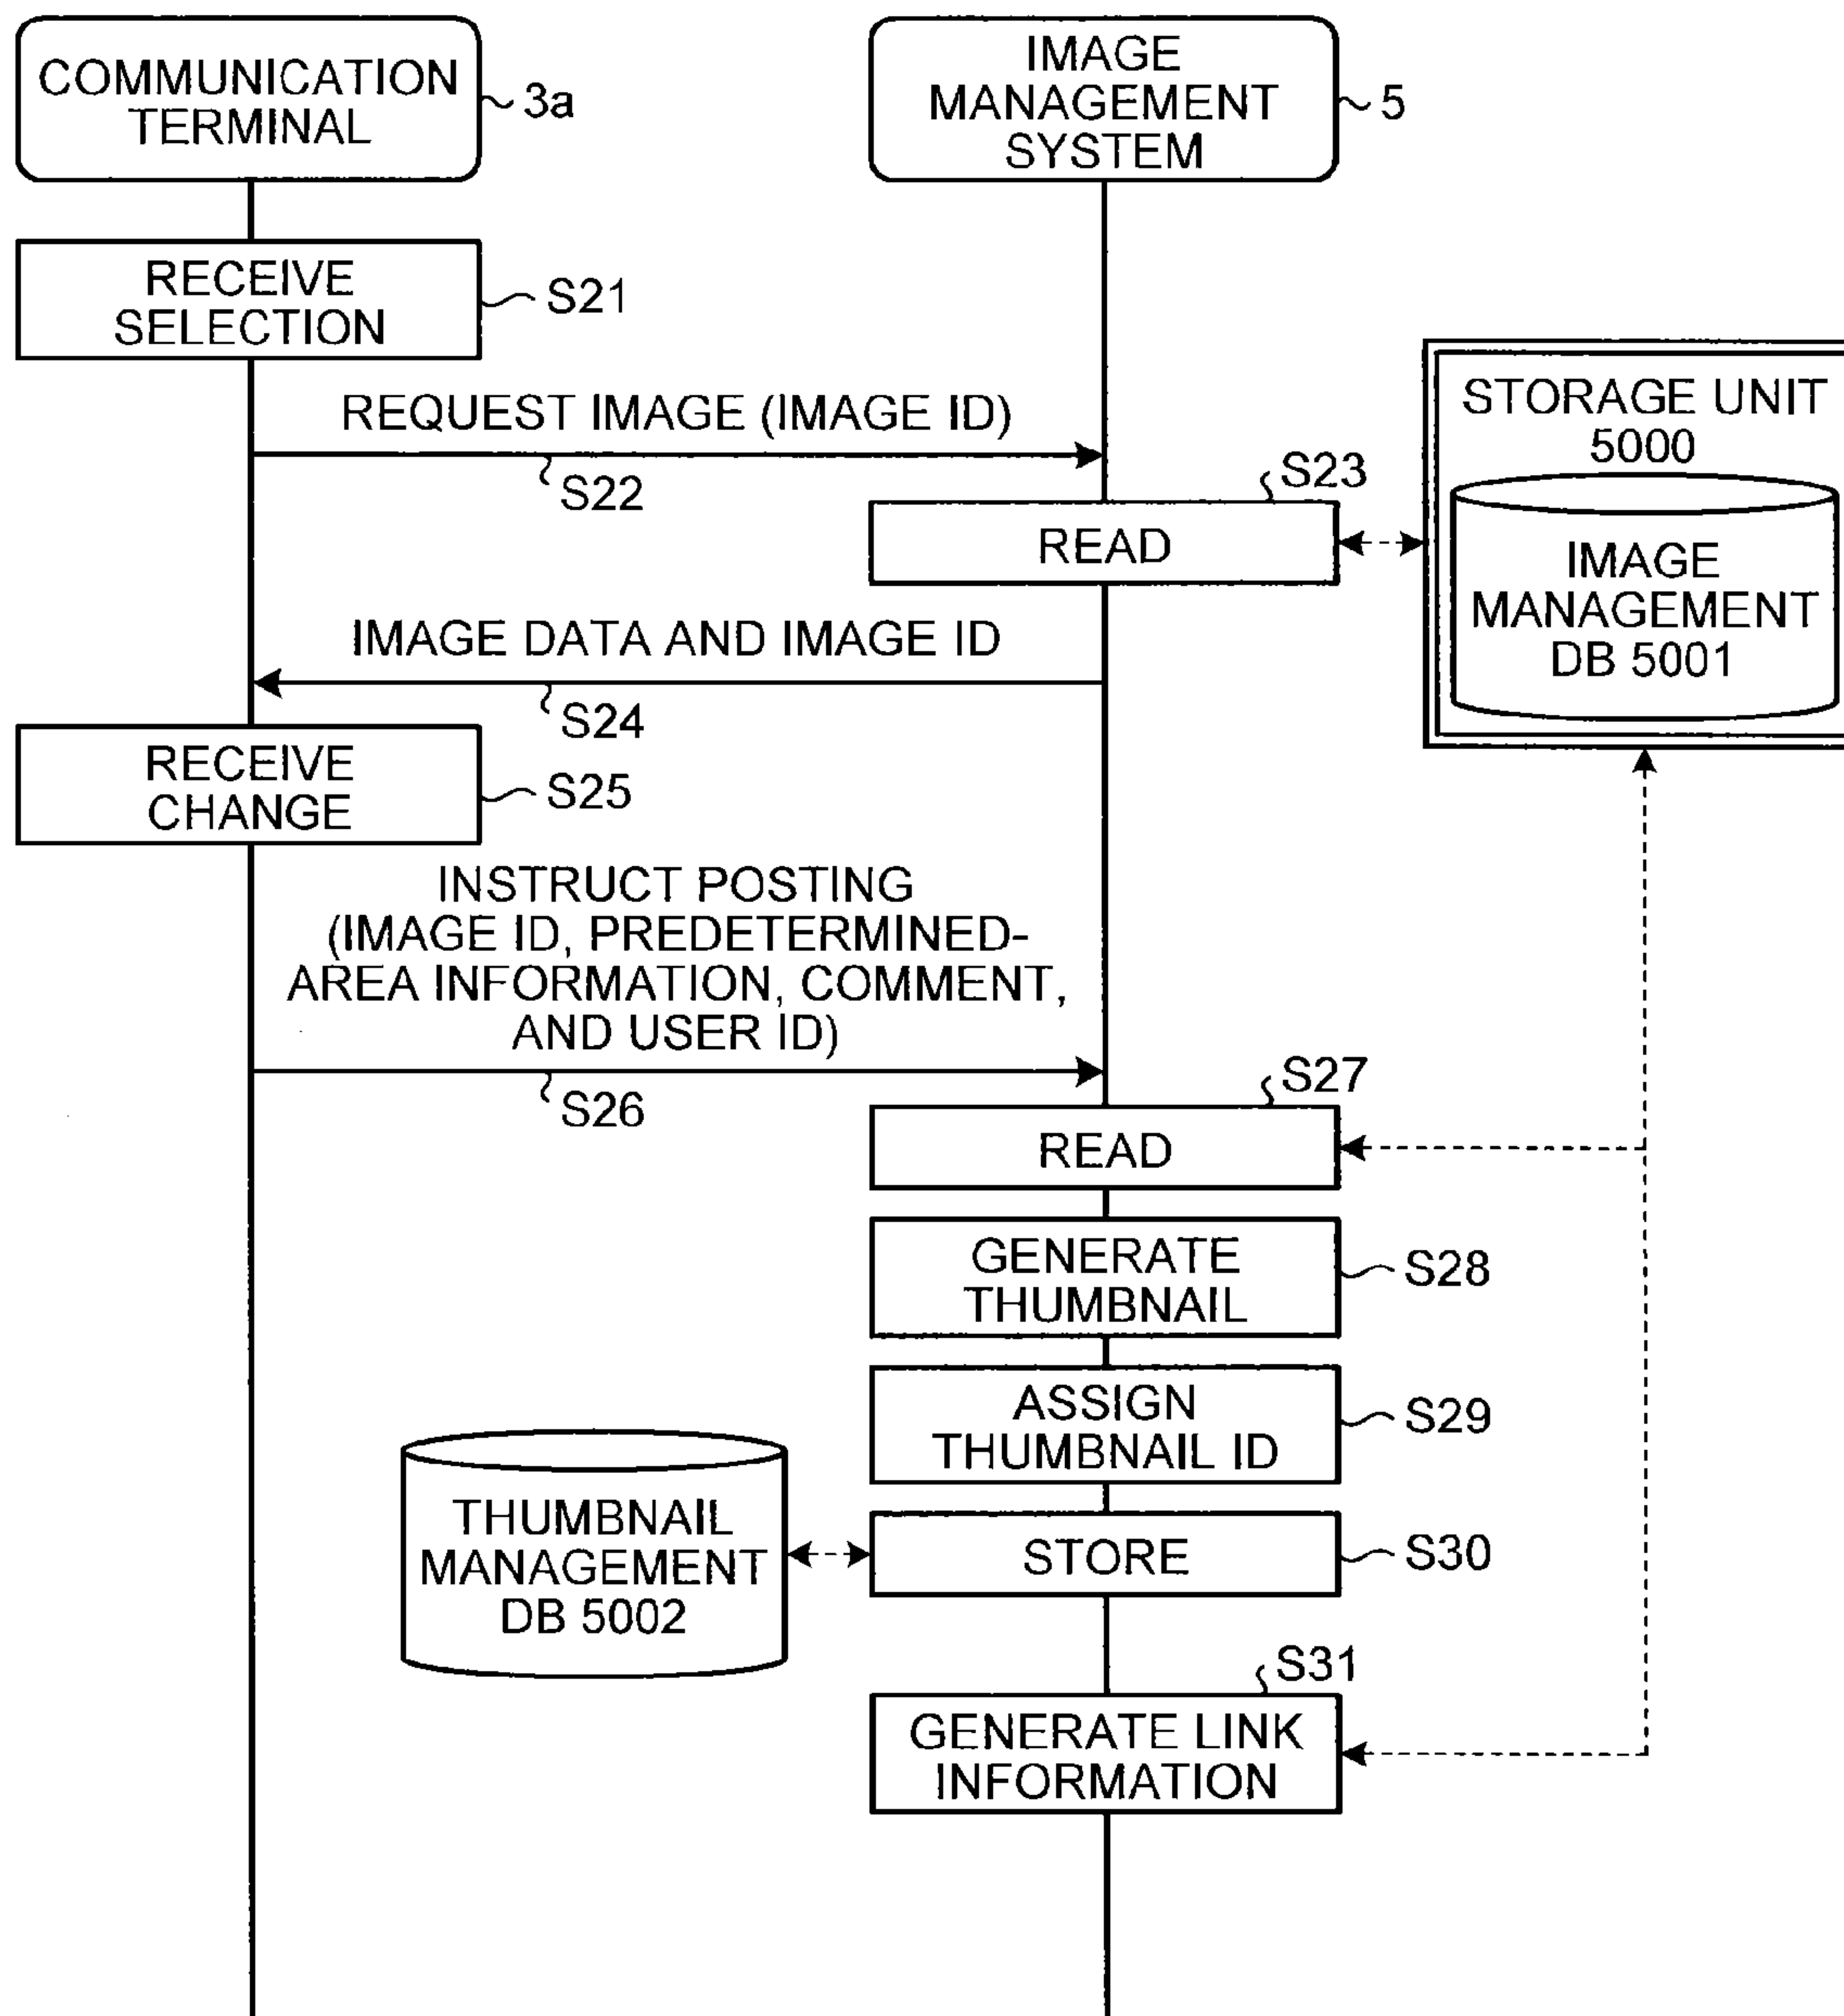 COMMUNICATION
TERMINAL
3a
IMAGE
MANAGEMENT
SYSTEM
5
RECEIVE
SELECTION
S21
REQUEST IMAGE (IMAGE ID)
S22
S23
READ
STORAGE UNIT
5000
IMAGE
MANAGEMENT
DB 5001
IMAGE DATA AND IMAGE ID
S24
RECEIVE
CHANGE
S25
INSTRUCT POSTING
(IMAGE ID, PREDETERMINED-
AREA INFORMATION, COMMENT,
AND USER ID)
S26
S27
READ
GENERATE
THUMBNAIL
S28
ASSIGN
THUMBNAIL ID
S29
THUMBNAIL
MANAGEMENT
DB 5002
STORE
S30
S31
GENERATE LINK
INFORMATION